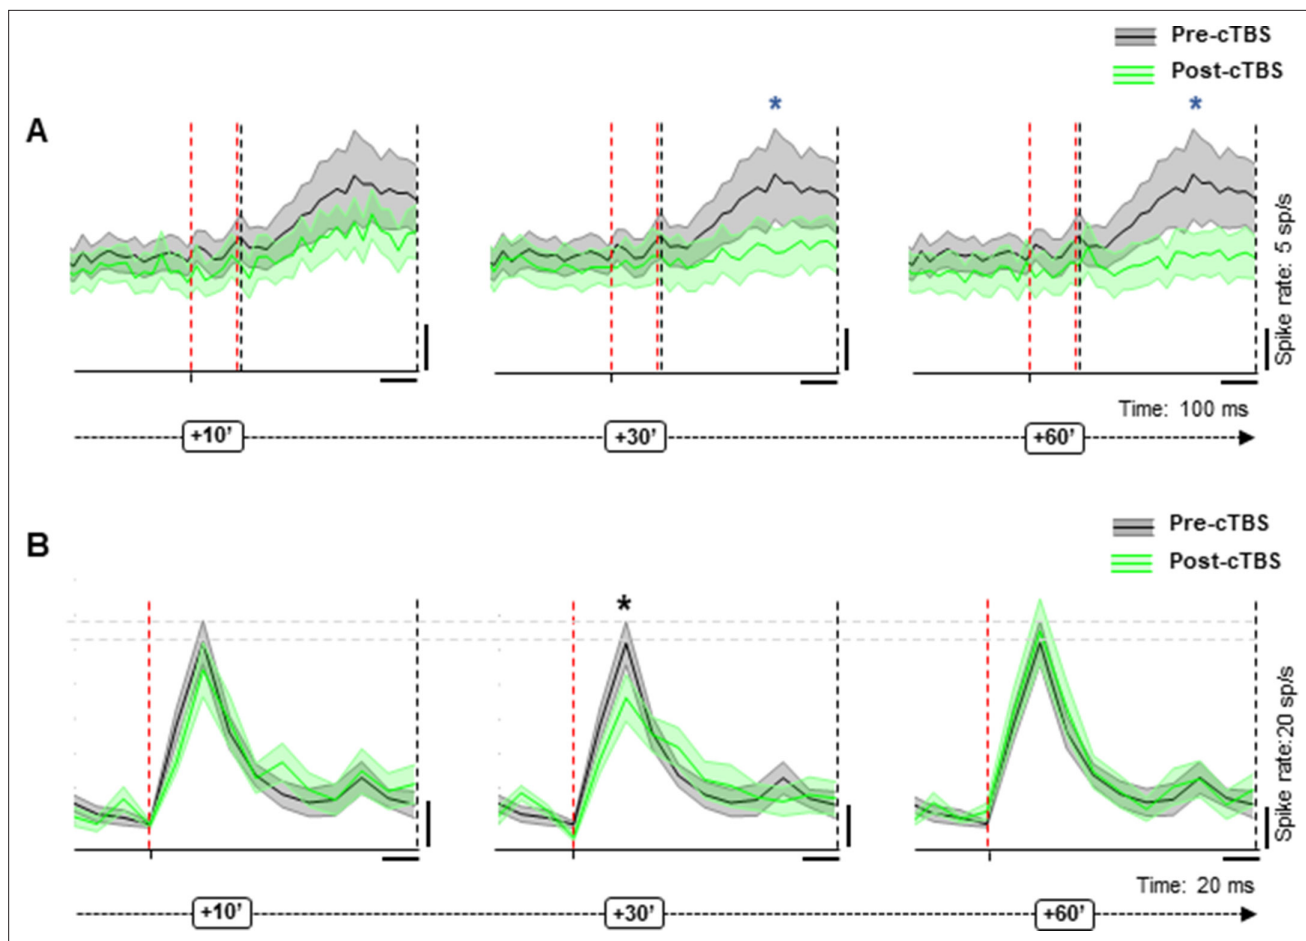 Pre-cTBS
Post-cTBS
*
*
A
Spike rate: 5 sp/s
Time: 100 ms
+10’
+30’
+60’
Pre-cTBS
B
Post-cTBS
*
Spike rate:20 sp/s
Time: 20 ms
+10’
+30’
+60’